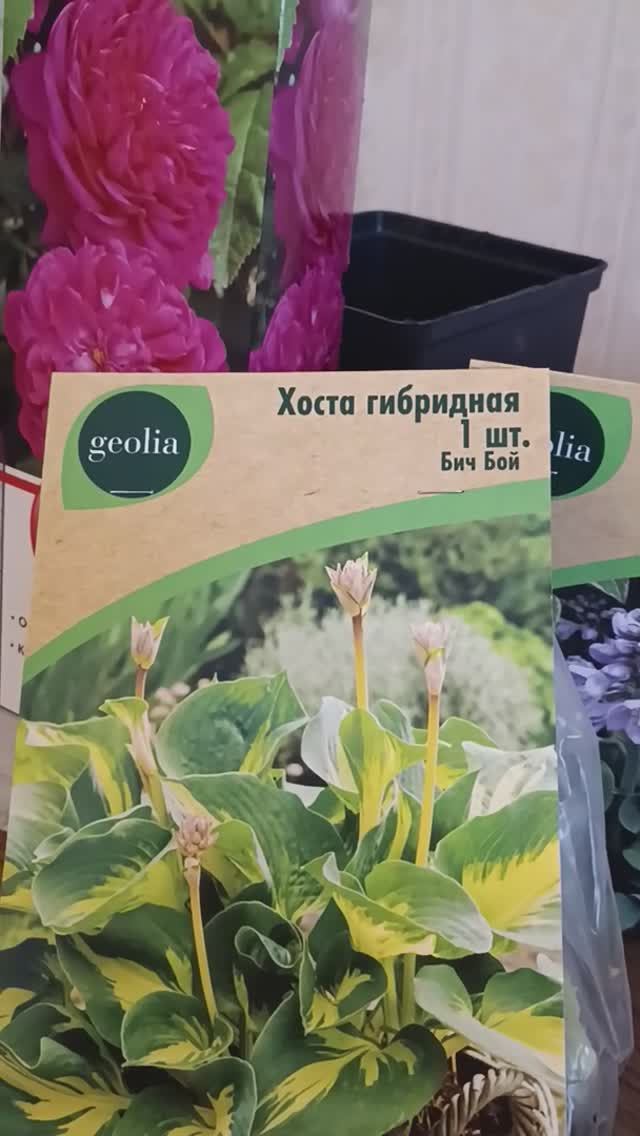 geolia
Хоста гибридная
1 шт.
Бич Бой
lia